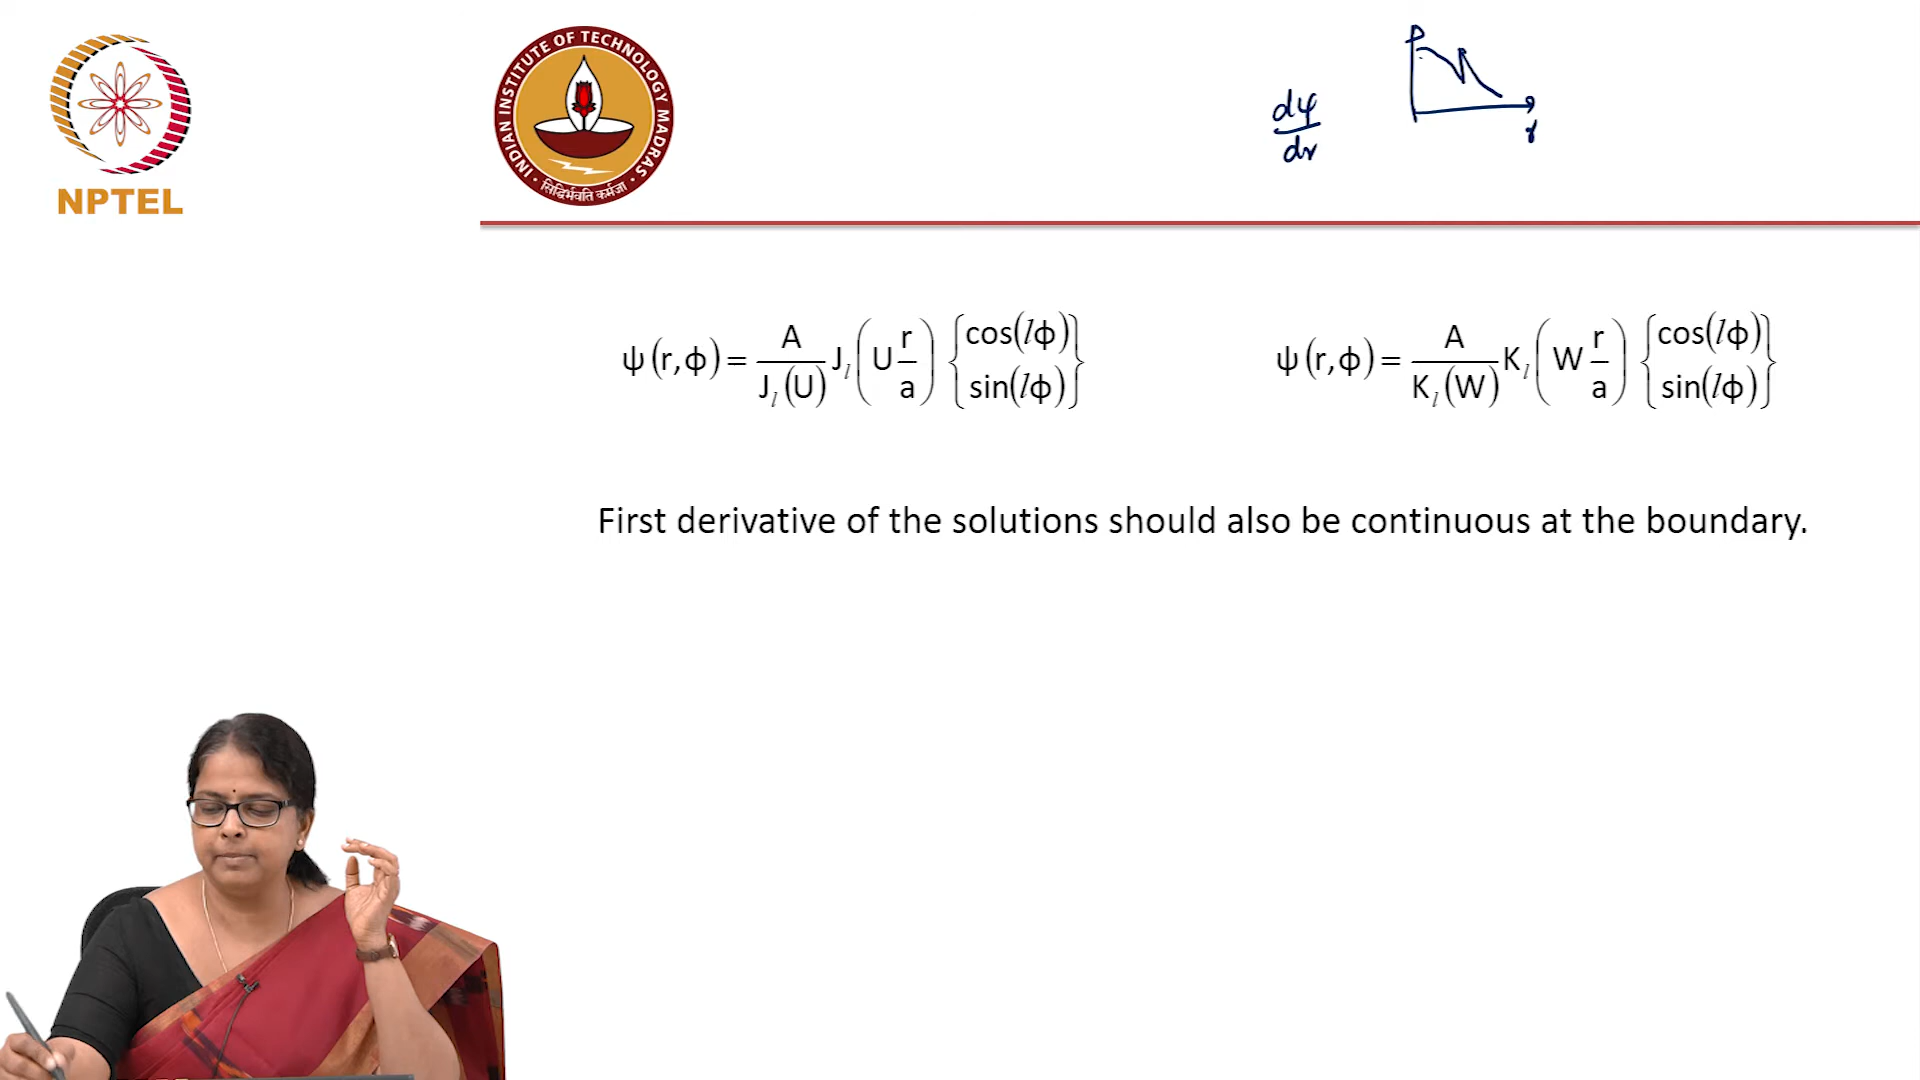 NPTEL
INDIAN INSTITUTE OF TECHNOLOGY MADRAS
सिद्धिर्भवति कर्मजा
dψ/dr
P
r
ψ(r,ϕ) = A/J_l(U) J_l(U r/a) {cos(lϕ) sin(lϕ)}
ψ(r,ϕ) = A/K_l(W) K_l(W r/a) {cos(lϕ) sin(lϕ)}
First derivative of the solutions should also be continuous at the boundary.